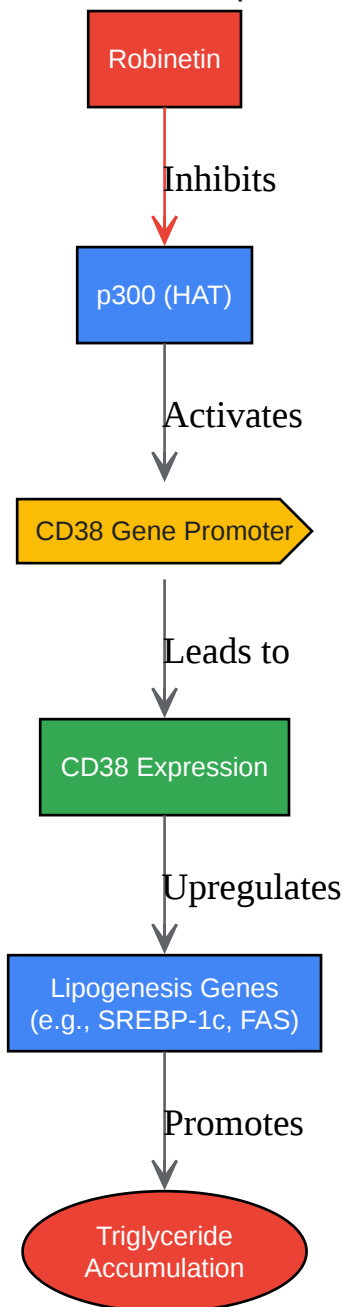 Robinetin
Inhibits
p300 (HAT)
Activates
CD38 Gene Promoter
Leads to
CD38 Expression
Upregulates
Lipogenesis Genes
(e.g., SREBP-1c, FAS)
Promotes
Triglyceride
Accumulation